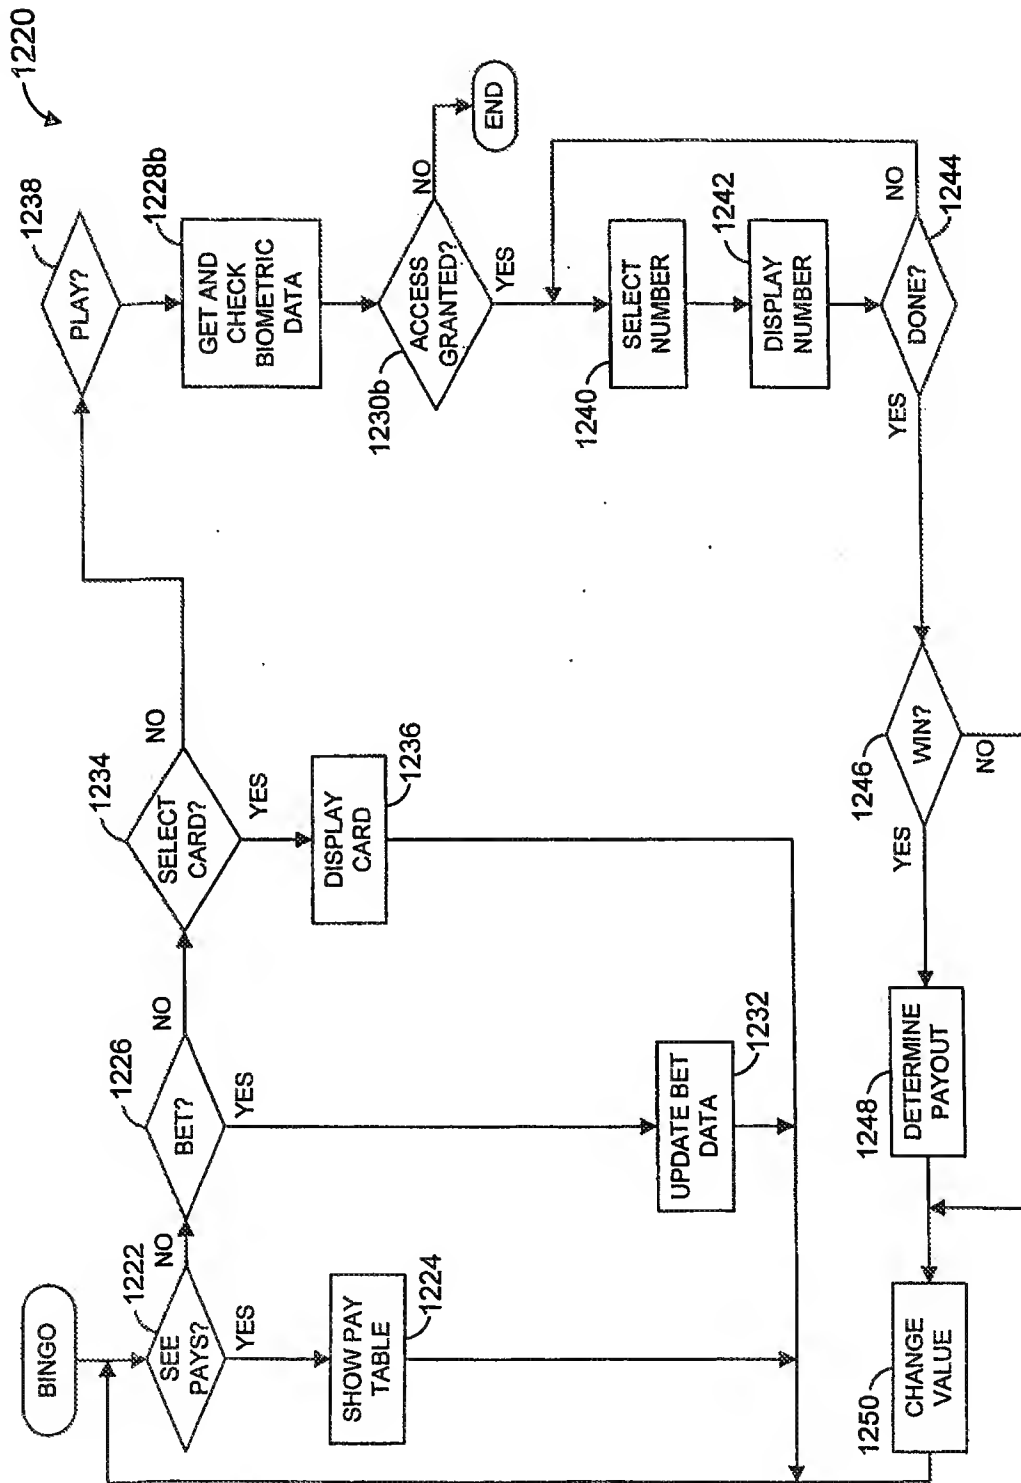 1220
BINGO
SEE
PAYS?
1222
NO
YES
SHOW PAY
TABLE
1224
BET?
1226
NO
YES
UPDATE BET
DATA
1232
SELECT
CARD?
1234
NO
YES
DISPLAY
CARD
1236
PLAY?
1238
GET AND
CHECK
BIOMETRIC
DATA
1228b
ACCESS
GRANTED?
1230b
NO
END
YES
SELECT
NUMBER
1240
DISPLAY
NUMBER
1242
DONE?
1244
NO
YES
WIN?
1246
NO
YES
DETERMINE
PAYOUT
1248
CHANGE
VALUE
1250